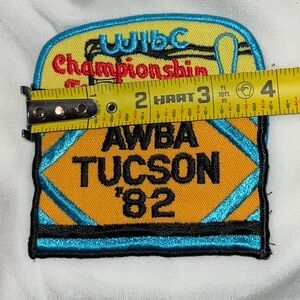 WIBC
Championship
2 HART 3 4
AWBA
TUCSON
'82